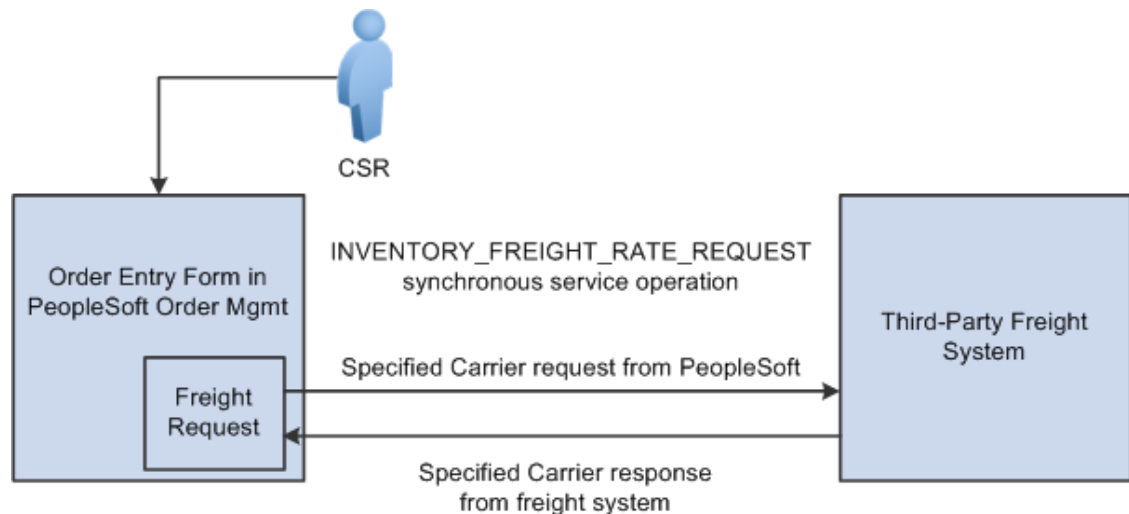 CSR
Order Entry Form in
PeopleSoft Order Mgmt
Freight
Request
INVENTORY_FREIGHT_RATE_REQUEST
synchronous service operation
Specified Carrier request from PeopleSoft
Specified Carrier response
from freight system
Third-Party Freight
System